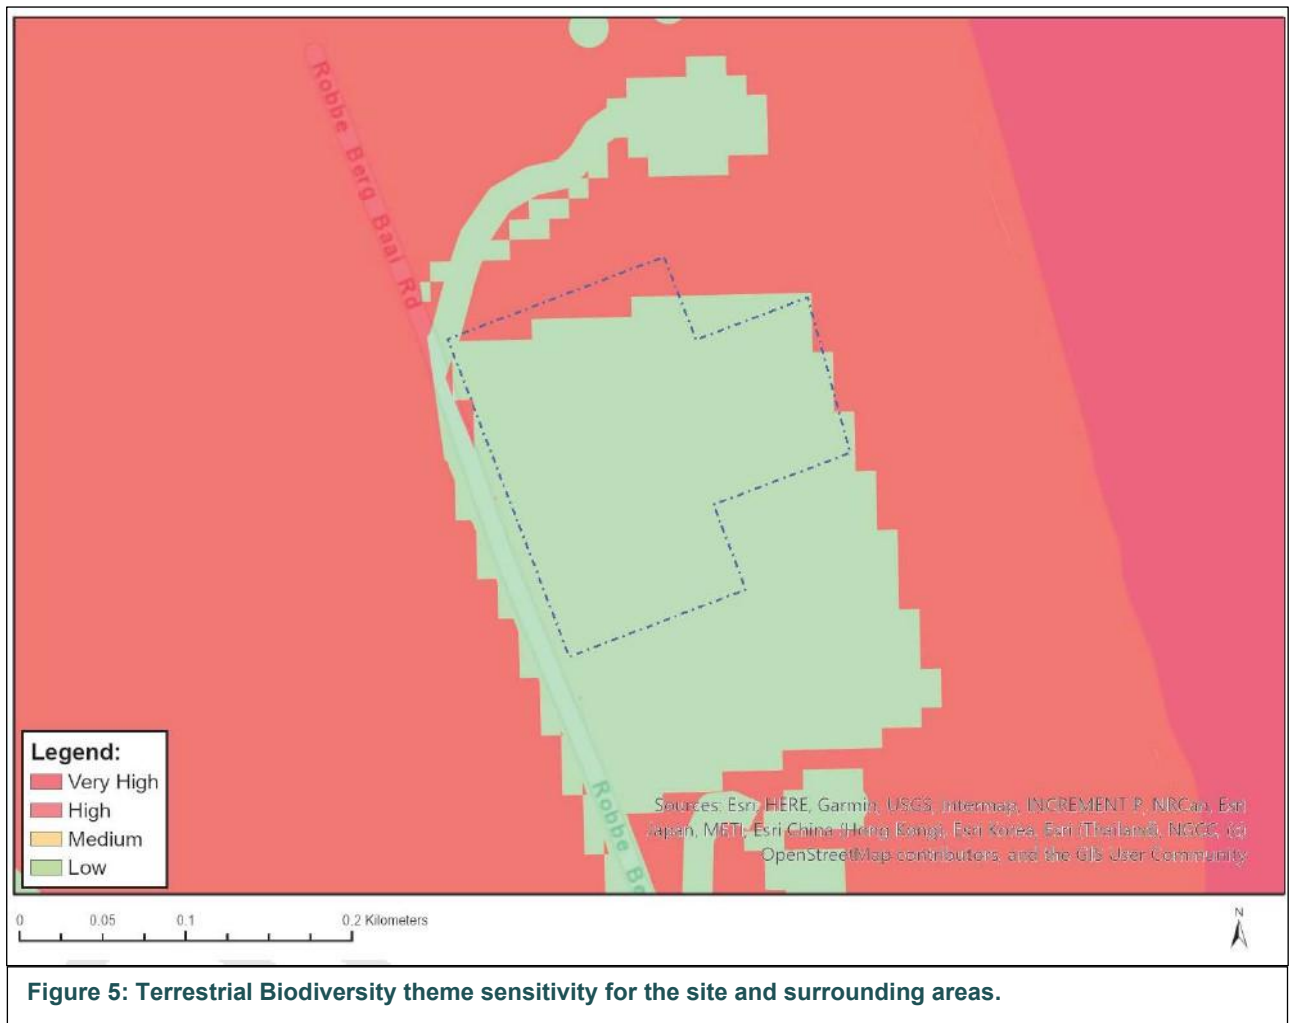 Robbe Berg Baai Rd
Legend:
Very High
High
Medium
Low
Robbe Be
Sources: Esri, HERE, Garmin, USGS, Intermap, INCREMENT P, NRCan, Esri
Japan, METI, Esri China (Hong Kong), Esri Korea, Esri (Thailand), NGCC, (c)
OpenStreetMap contributors, and the GIS User Community
0 0.05 0.1 0.2 Kilometers
N
Figure 5: Terrestrial Biodiversity theme sensitivity for the site and surrounding areas.